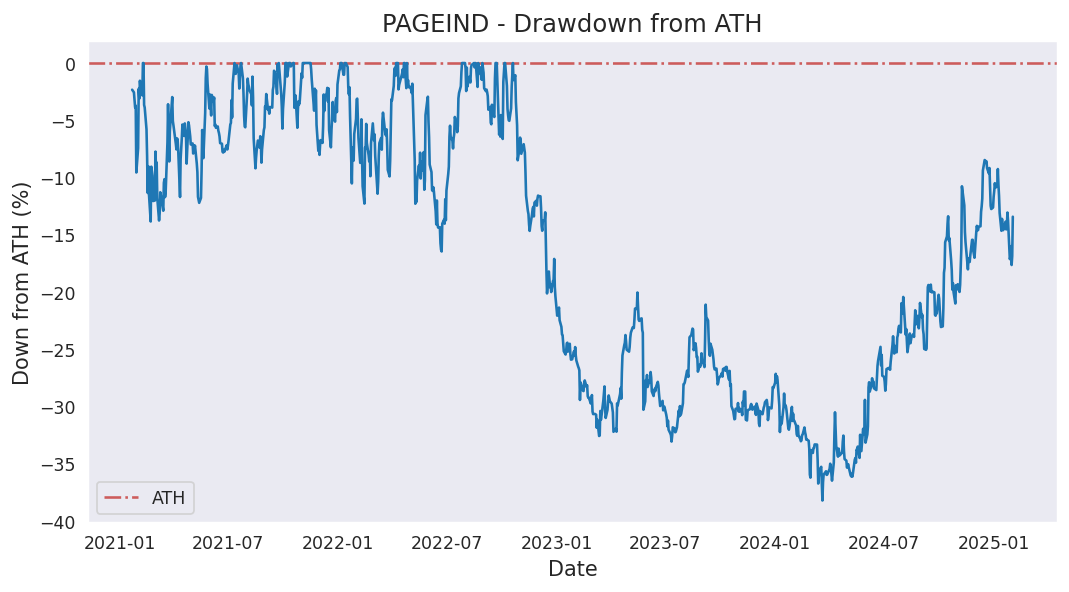 PAGEIND - Drawdown from ATH
Down from ATH (%)
0
−5
−10
−15
−20
−25
−30
−35
−40
ATH
2021-01 2021-07 2022-01 2022-07 2023-01 2023-07 2024-01 2024-07 2025-01
Date